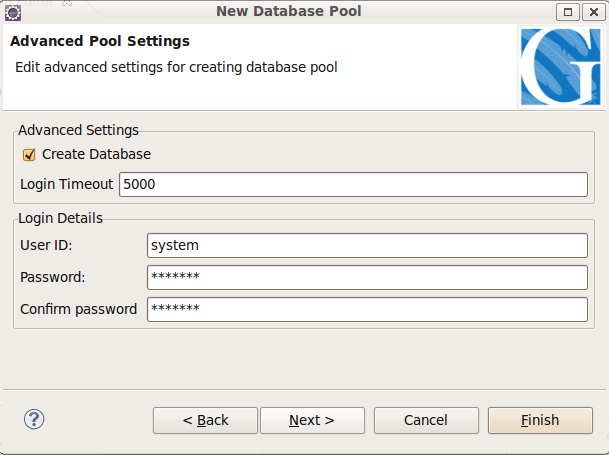 New Database Pool
Advanced Pool Settings
Edit advanced settings for creating database pool
G
Advanced Settings
Create Database
Login Timeout 5000
Login Details
User ID: system
Password: *******
Confirm password *******
? < Back Next > Cancel Finish